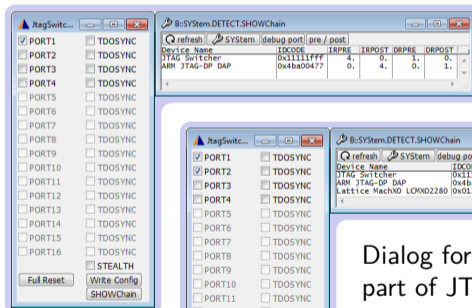 JtagSwitc...
PORT1 TDOSYNC
PORT2 TDOSYNC
PORT3 TDOSYNC
PORT4 TDOSYNC
PORT5 TDOSYNC
PORT6 TDOSYNC
PORT7 TDOSYNC
PORT8 TDOSYNC
PORT9 TDOSYNC
PORT10 TDOSYNC
PORT11 TDOSYNC
PORT12 TDOSYNC
PORT13 TDOSYNC
PORT14 TDOSYNC
PORT15 TDOSYNC
PORT16 TDOSYNC
STEALTH
Full Reset Write Config
SHOWChain
B::SYStem.DETECT.SHOWChain
refresh SYStem debug port pre / post
Device Name IDCODE IRPRE IRPOST DRPRE DRPOST
JTAG Switcher 0x11111fff 4. 0. 1. 0.
ARM JTAG-DP DAP 0x4ba00477 0. 4. 0. 1.
JtagSwitc...
PORT1 TDOSYNC
PORT2 TDOSYNC
PORT3 TDOSYNC
PORT4 TDOSYNC
PORT5 TDOSYNC
PORT6 TDOSYNC
PORT7 TDOSYNC
PORT8 TDOSYNC
PORT9 TDOSYNC
PORT10 TDOSYNC
PORT11 TDOSYNC
B::SYStem.DETECT.SHOWChain
refresh SYStem debug po
Device Name IDCO
JTAG Switcher 0x11
ARM JTAG-DP DAP 0x4b
Lattice MachXO LCMXO2280 0x01
Dialog for
part of JT